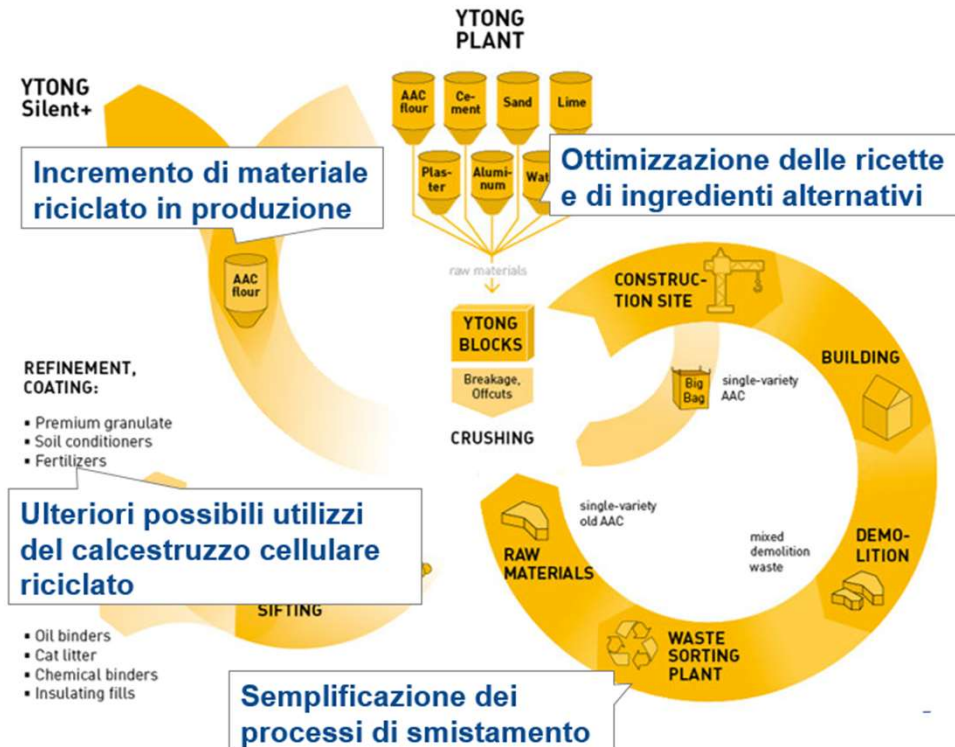 YTONG
PLANT
YTONG
Silent+
AAC
flour
Ce-
ment
Sand
Lime
Plas-
ter
Alumi-
num
Incremento di materiale
riciclato in produzione
Ottimizzazione delle ricette
e di ingredienti alternativi
AAC
flour
raw materials
YTONG
BLOCKS
Breakage,
Offcuts
CRUSHING
CONSTRUC-
TION SITE
BUILDING
Big
Bag
single-variety
AAC
REFINEMENT,
COATING:
▪ Premium granulate
▪ Soil conditioners
▪ Fertilizers
Ulteriori possibili utilizzi
del calcestruzzo cellulare
riciclato
SIFTING
single-variety
old AAC
RAW
MATERIALS
mixed
demolition
waste
DEMO-
LITION
WASTE
SORTING
PLANT
▪ Oil binders
▪ Cat litter
▪ Chemical binders
▪ Insulating fills
Semplificazione dei
processi di smistamento